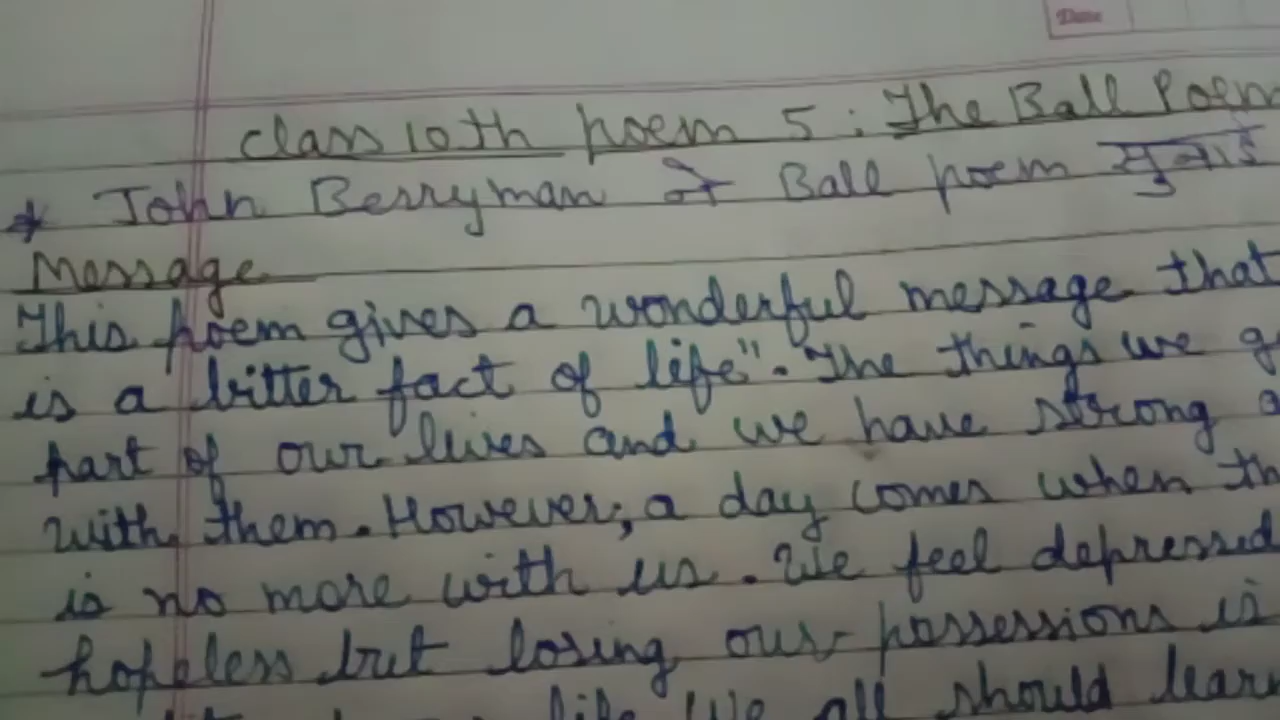 Date
Class 10th poem 5 : The Ball Poem
* John Berryman ने Ball poem सुनाई
Message
This poem gives a wonderful message that
is a bitter fact of life". The things we g
part of our lives and we have strong a
with them. However, a day comes when th
is no more with us. We feel depressed
hopeless but losing our possessions is
life We all should learn